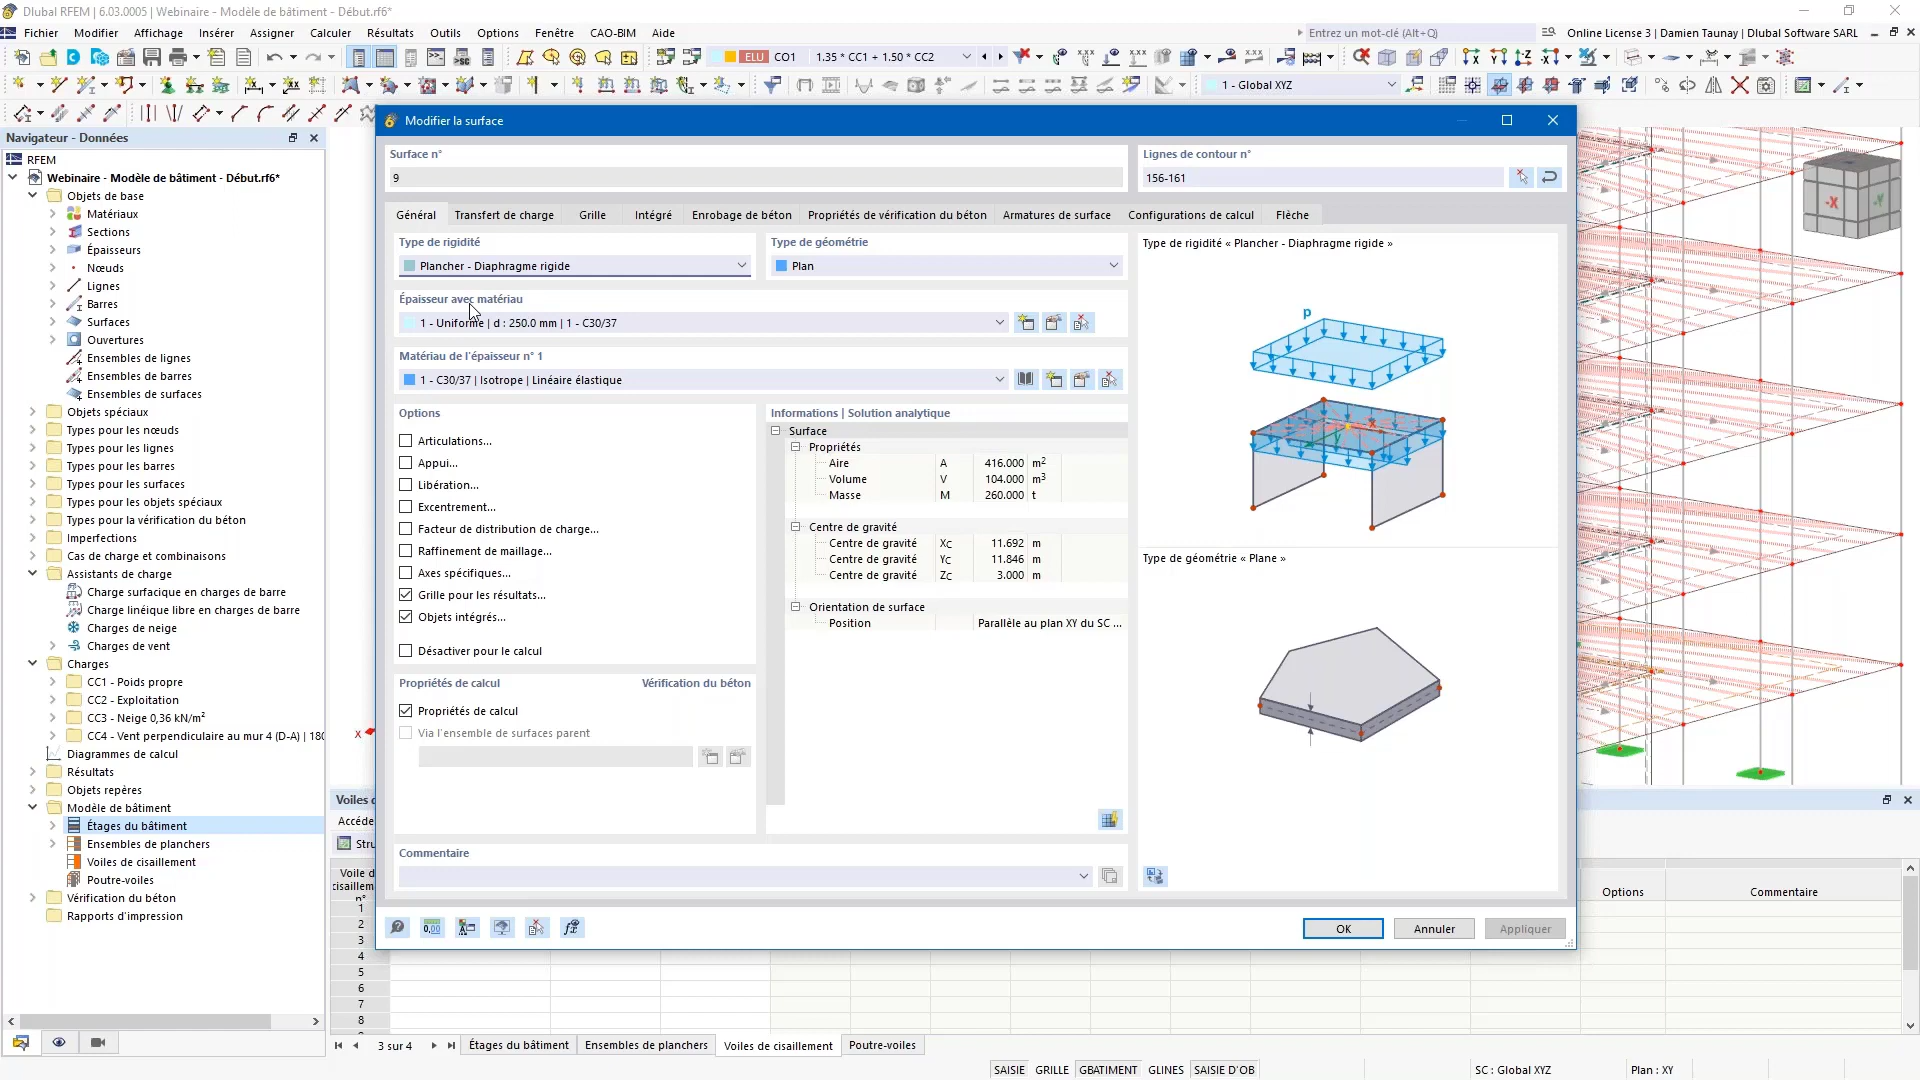 Dlubal RFEM | 6.03.0005 | Webinaire - Modèle de bâtiment - Début.rf6*
Fichier Modifier Affichage Insérer Assigner Calculer Résultats Outils Options Fenêtre CAO-BIM Aide
Entrez un mot-clé (Alt+Q)
Online License 3 | Damien Taunay | Dlubal Software SARL
ELU CO1 1.35 * CC1 + 1.50 * CC2
1 - Global XYZ
Navigateur - Données
RFEM
Webinaire - Modèle de bâtiment - Début.rf6*
Objets de base
Matériaux
Sections
Épaisseurs
Nœuds
Lignes
Barres
Surfaces
Ouvertures
Ensembles de lignes
Ensembles de barres
Ensembles de surfaces
Objets spéciaux
Types pour les nœuds
Types pour les lignes
Types pour les barres
Types pour les surfaces
Types pour les objets spéciaux
Types pour la vérification du béton
Imperfections
Cas de charge et combinaisons
Assistants de charge
Charge surfacique en charges de barre
Charge linéique libre en charges de barre
Charges de neige
Charges de vent
Charges
CC1 - Poids propre
CC2 - Exploitation
CC3 - Neige 0,36 kN/m²
CC4 - Vent perpendiculaire au mur 4 (D-A) | 180
Diagrammes de calcul
Résultats
Objets repères
Modèle de bâtiment
Étages du bâtiment
Ensembles de planchers
Voiles de cisaillement
Poutre-voiles
Vérification du béton
Rapports d'impression
Modifier la surface
Surface n°
9
Lignes de contour n°
156-161
Général Transfert de charge Grille Intégré Enrobage de béton Propriétés de vérification du béton Armatures de surface Configurations de calcul Flèche
Type de rigidité
Plancher - Diaphragme rigide
Type de géométrie
Plan
Épaisseur avec matériau
1 - Uniforme | d : 250.0 mm | 1 - C30/37
Matériau de l'épaisseur n° 1
1 - C30/37 | Isotrope | Linéaire élastique
Options
Articulations...
Appui...
Libération...
Excentrement...
Facteur de distribution de charge...
Raffinement de maillage...
Axes spécifiques...
Grille pour les résultats...
Objets intégrés...
Désactiver pour le calcul
Propriétés de calcul Vérification du béton
Propriétés de calcul
Via l'ensemble de surfaces parent
Informations | Solution analytique
Surface
Propriétés
Aire A 416.000 m2
Volume V 104.000 m3
Masse M 260.000 t
Centre de gravité
Centre de gravité XC 11.692 m
Centre de gravité YC 11.846 m
Centre de gravité ZC 3.000 m
Orientation de surface
Position Parallèle au plan XY du SC ...
Commentaire
Type de rigidité « Plancher - Diaphragme rigide »
p
x
y
Type de géométrie « Plane »
OK Annuler Appliquer
-X -Y
X
Voiles d
Accéde
Stru
Voile d
cisaillem
n°
1
2
3
4
5
6
7
8
Options Commentaire
3 sur 4
Étages du bâtiment Ensembles de planchers Voiles de cisaillement Poutre-voiles
SAISIE GRILLE GBATIMENT GLINES SAISIE D'OB
SC : Global XYZ Plan : XY